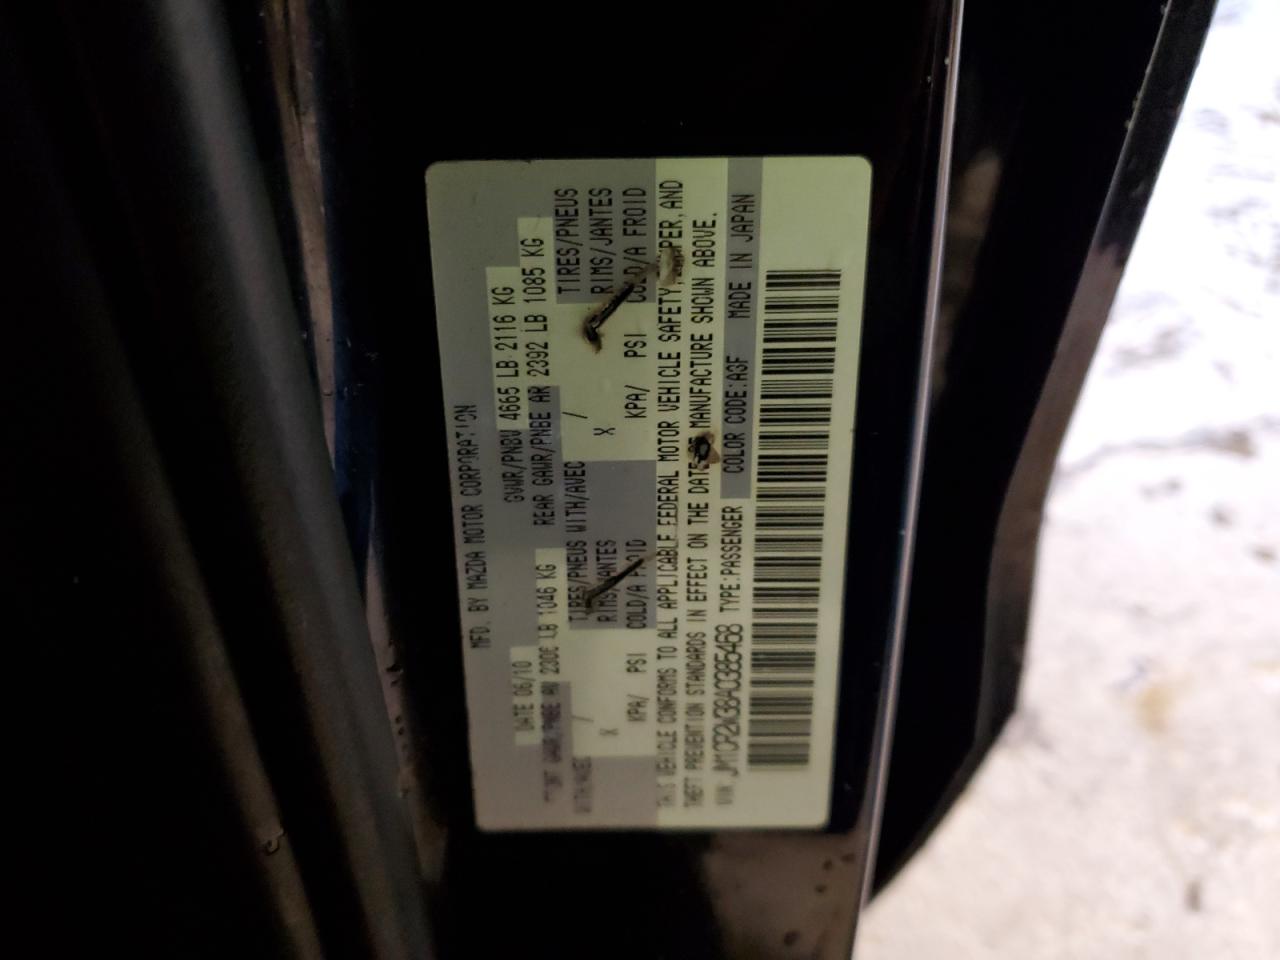 MFD. BY MAZDA MOTOR CORPORATION
DATE 06/10 GVWR/PNBV 4665 LB 2116 KG
GAWR/PNBE AV 2306 LB 1046 KG REAR GAWR/PNBE AR 2392 LB 1085 KG
WITH/AVEC / TIRES/PNEUS WITH/AVEC / TIRES/PNEUS
X RIMS/JANTES X RIMS/JANTES
KPA/ PSI COLD/A FROID KPA/ PSI COLD/A FROID
THIS VEHICLE CONFORMS TO ALL APPLICABLE FEDERAL MOTOR VEHICLE SAFETY, BUMPER, AND
THEFT PREVENTION STANDARDS IN EFFECT ON THE DATE OF MANUFACTURE SHOWN ABOVE.
VIN: TYPE:PASSENGER COLOR CODE:A3F MADE IN JAPAN